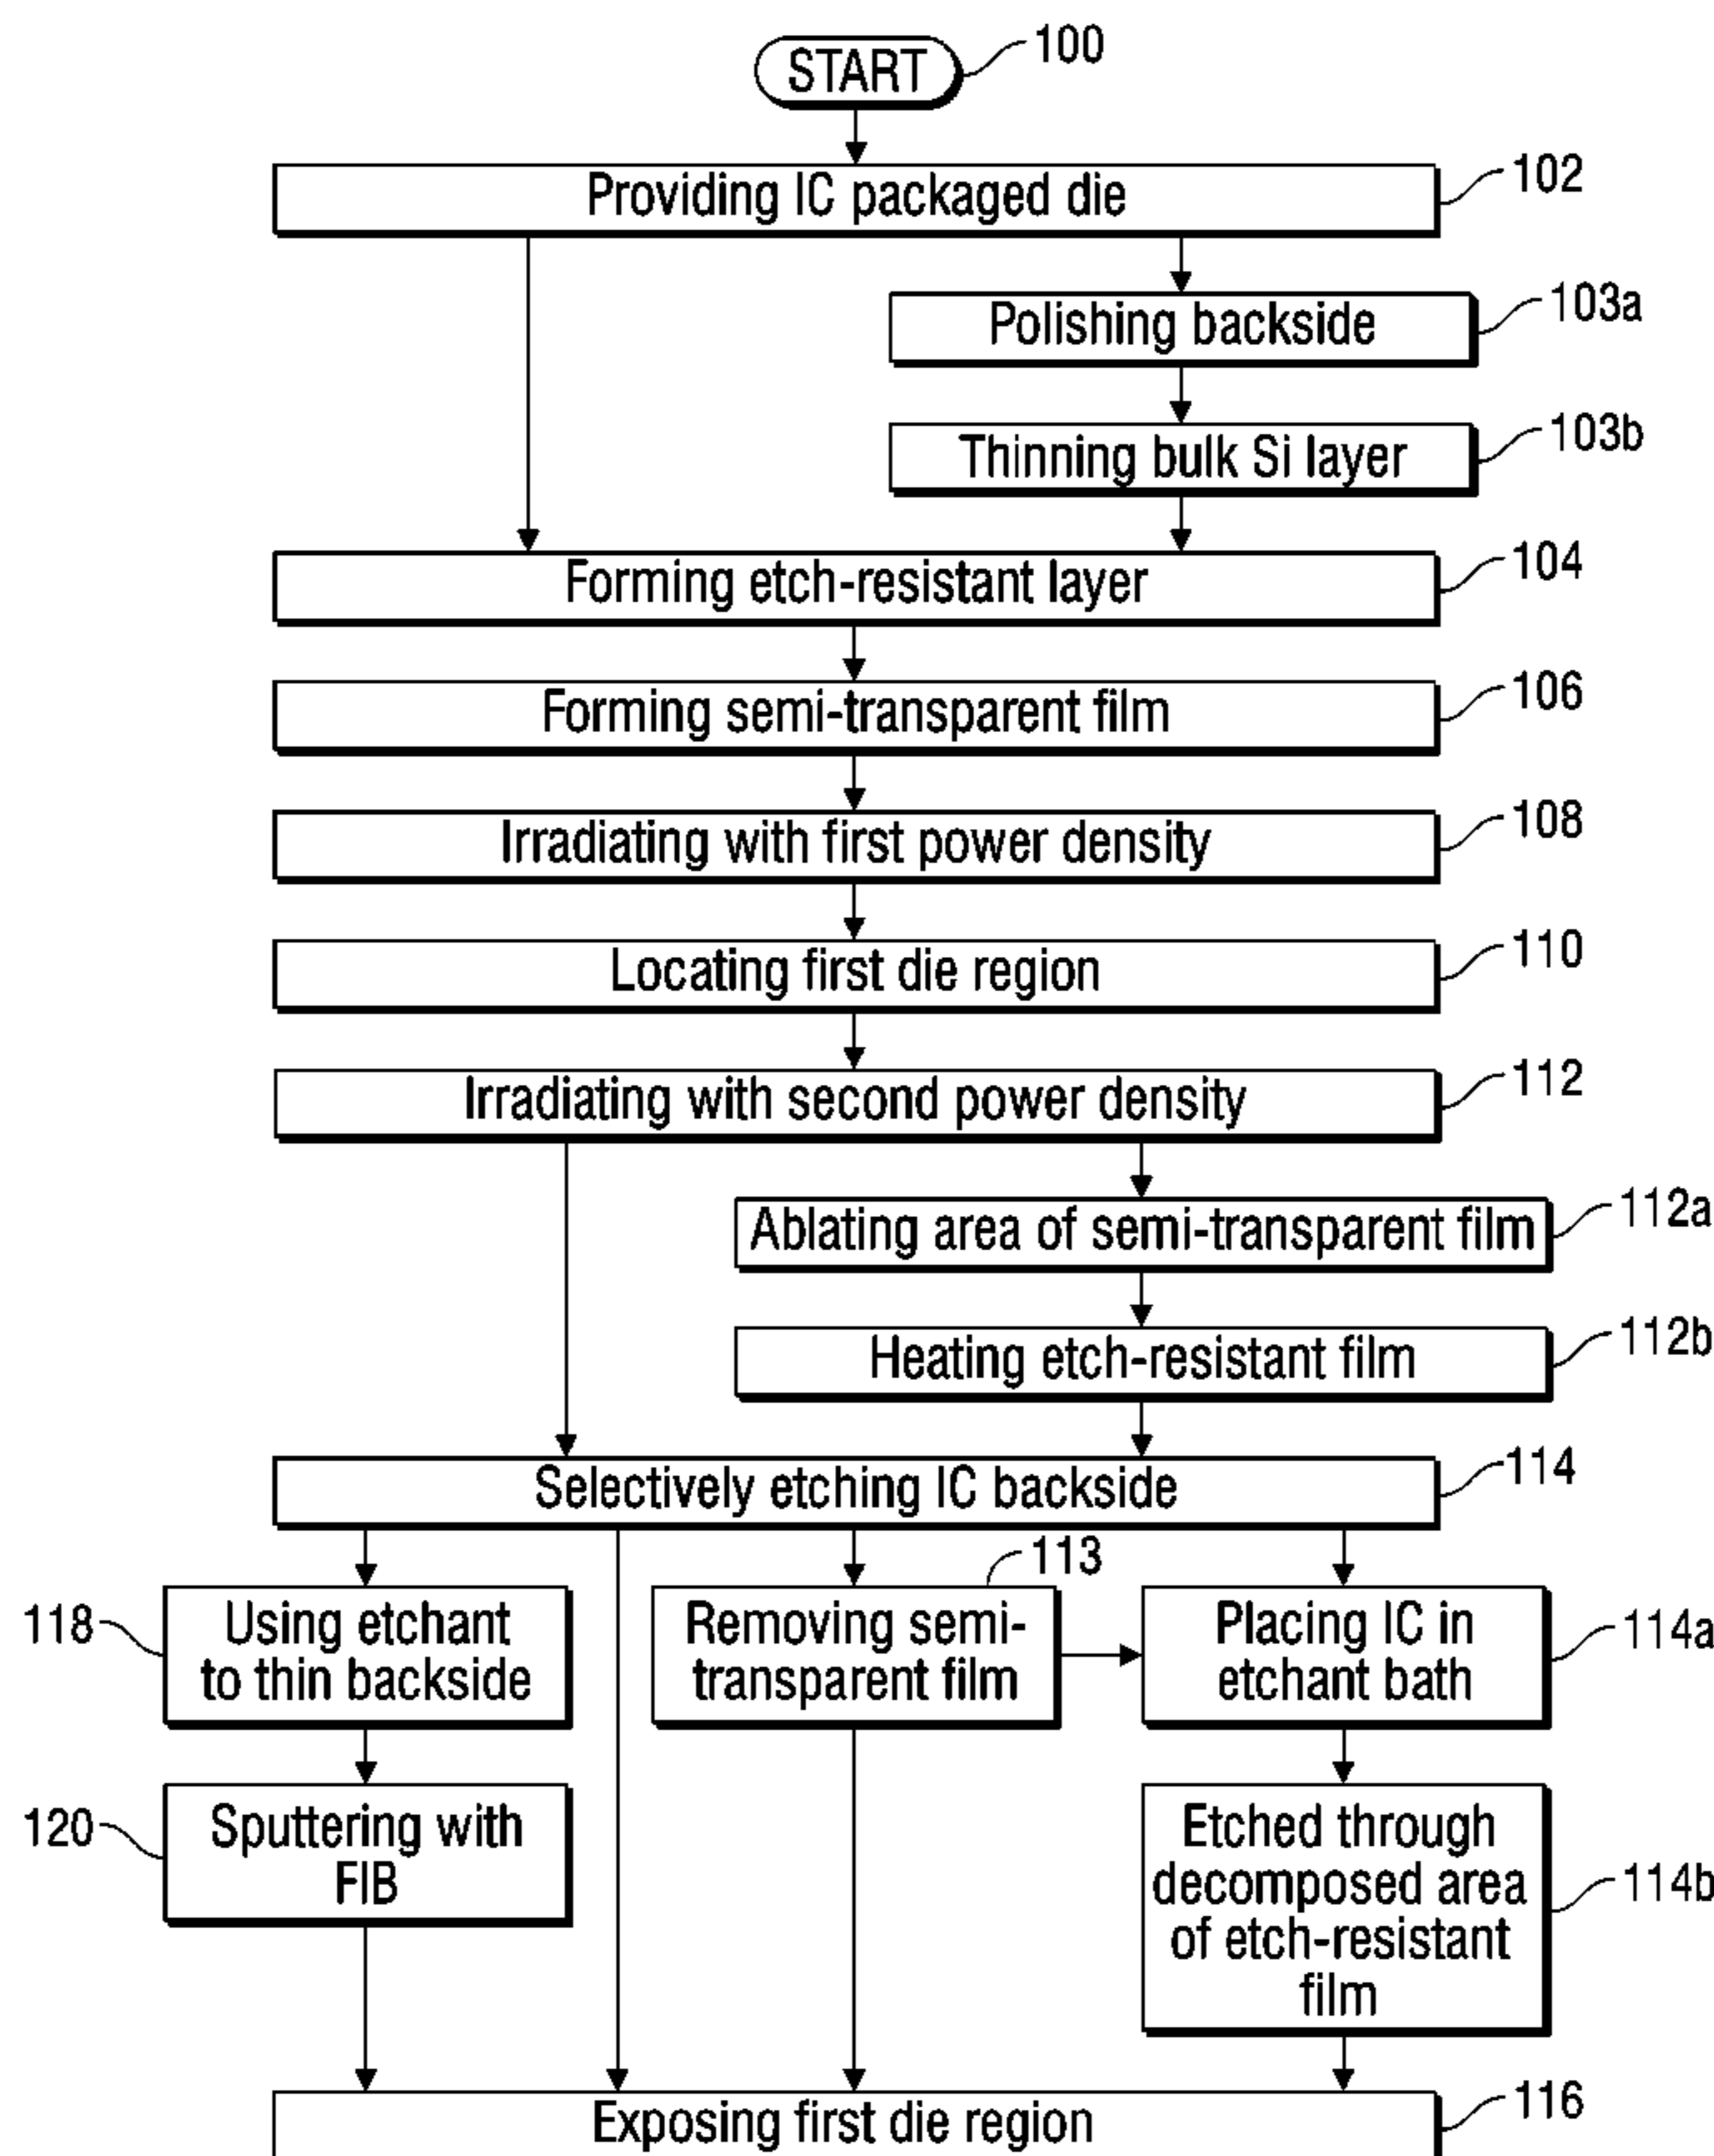 START
100
Providing IC packaged die
102
Polishing backside
103a
Thinning bulk Si layer
103b
Forming etch-resistant layer
104
Forming semi-transparent film
106
Irradiating with first power density
108
Locating first die region
110
Irradiating with second power density
112
Ablating area of semi-transparent film
112a
Heating etch-resistant film
112b
Selectively etching IC backside
114
118
Using etchant
to thin backside
113
Removing semi-
transparent film
Placing IC in
etchant bath
114a
120
Sputtering with
FIB
Etched through
decomposed area
of etch-resistant
film
114b
Exposing first die region
116